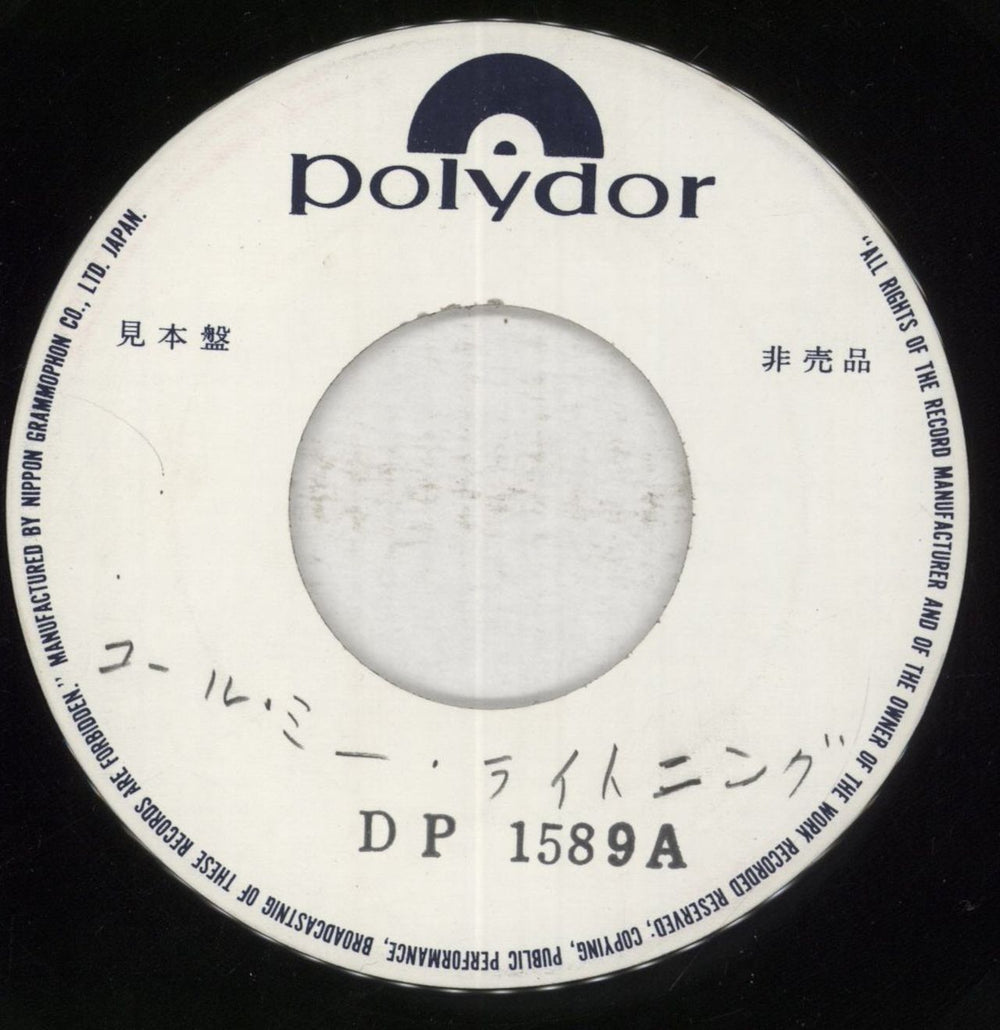 polydor
見本盤
非売品
コール・ミー・ライトニング
DP 1589A
"ALL RIGHTS OF THE RECORD MANUFACTURER AND OF THE OWNER OF THE WORK RECORDED RESERVED; COPYING, PUBLIC PERFORMANCE, BROADCASTNIG OF THESE RECORDS ARE FORBIDDEN." MANUFACTURED BY NIPPON GRAMMOPHON CO., LTD. JAPAN.